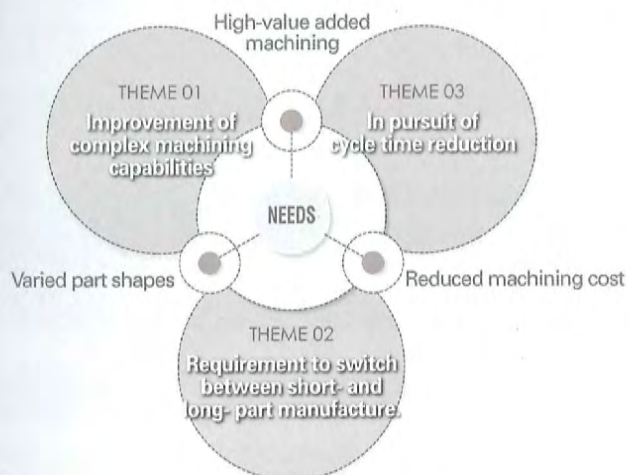 High-value added
machining
THEME 01
Improvement of
complex machining
capabilities
THEME 03
In pursuit of
cycle time reduction
NEEDS
Varied part shapes
Reduced machining cost
THEME 02
Requirement to switch
between short- and
long- part manufacture.